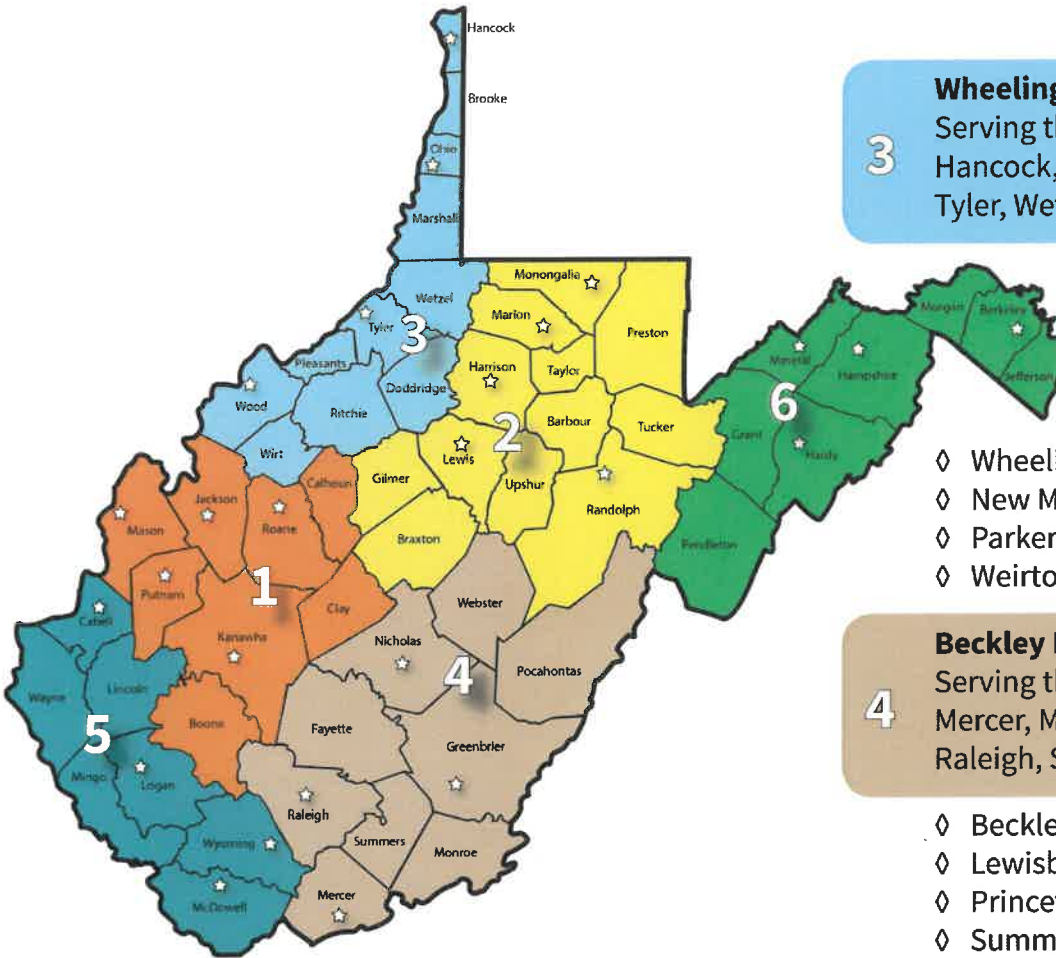 Hancock
Brooke
Ohio
Marshall
Wetzel
Tyler
3
Pleasants
Doddridge
Wood
Ritchie
Wirt
Monongalia
Marion
Preston
Harrison
Taylor
2
Barbour
Tucker
Lewis
Gilmer
Upshur
Randolph
Braxton
Morgan
Berkeley
Jefferson
Mineral
Hampshire
6
Grant
Hardy
Pendleton
Jackson
Calhoun
Mason
Roane
Putnam
1
Clay
Kanawha
Boone
Cabell
Wayne
Lincoln
5
Mingo
Logan
Wyoming
McDowell
Webster
Nicholas
4
Pocahontas
Fayette
Greenbrier
Raleigh
Summers
Monroe
Mercer
3
Wheeling
Serving th
Hancock,
Tyler, Wet
◊ Wheeli
◊ New M
◊ Parker
◊ Weirto
4
Beckley
Serving th
Mercer, M
Raleigh, S
◊ Beckle
◊ Lewisb
◊ Prince
◊ Summ